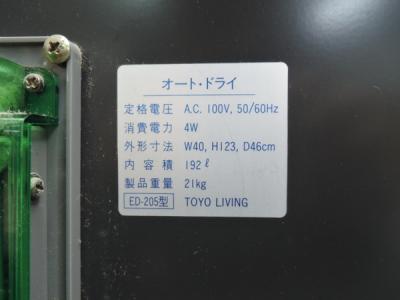 オート・ドライ
定格電圧 A.C. 100V, 50/60Hz
消費電力 4W
外形寸法 W40, H123, D46cm
内容積 192ℓ
製品重量 21kg
ED-205型 TOYO LIVING